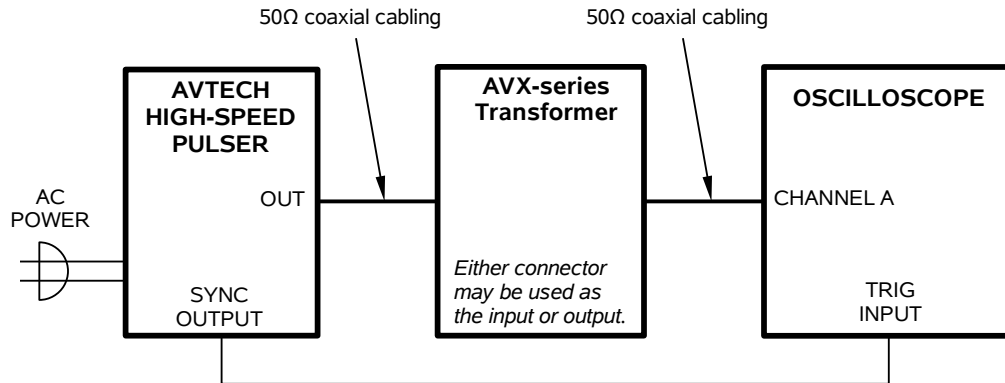 50Ω coaxial cabling
50Ω coaxial cabling
AVTECH
HIGH-SPEED
PULSER
AVX-series
Transformer
OSCILLOSCOPE
AC
POWER
OUT
CHANNEL A
Either connector
may be used as
the input or output.
SYNC
OUTPUT
TRIG
INPUT